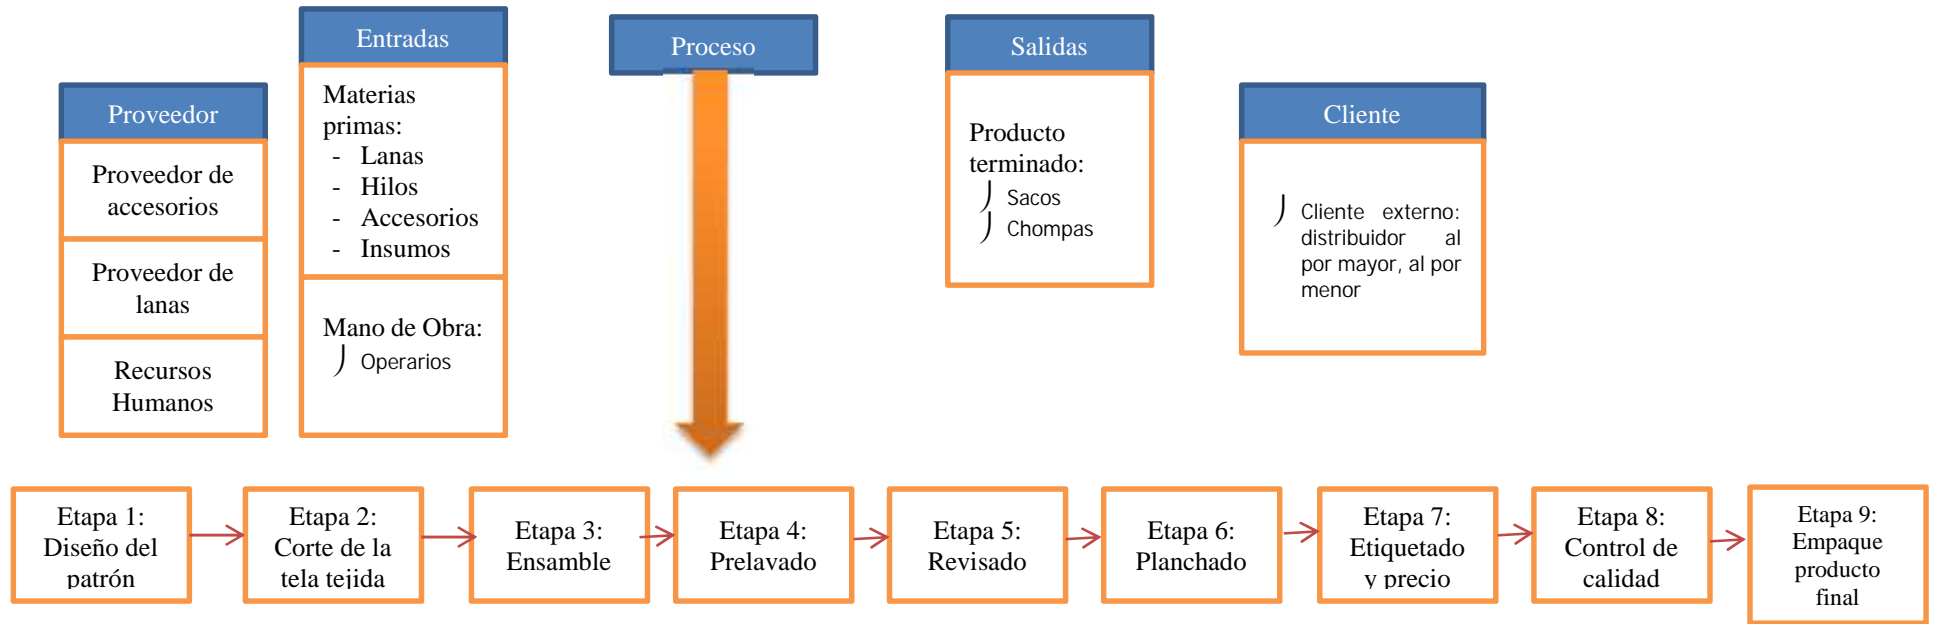 Proveedor
Proveedor de
accesorios
Proveedor de
lanas
Recursos
Humanos
Entradas
Materias
primas:
- Lanas
- Hilos
- Accesorios
- Insumos
Mano de Obra:
Operarios
Proceso
Salidas
Producto
terminado:
Sacos
Chompas
Cliente
Cliente externo:
distribuidor al
por mayor, al por
menor
Etapa 1:
Diseño del
patrón
Etapa 2:
Corte de la
tela tejida
Etapa 3:
Ensamble
Etapa 4:
Prelavado
Etapa 5:
Revisado
Etapa 6:
Planchado
Etapa 7:
Etiquetado
y precio
Etapa 8:
Control de
calidad
Etapa 9:
Empaque
producto
final